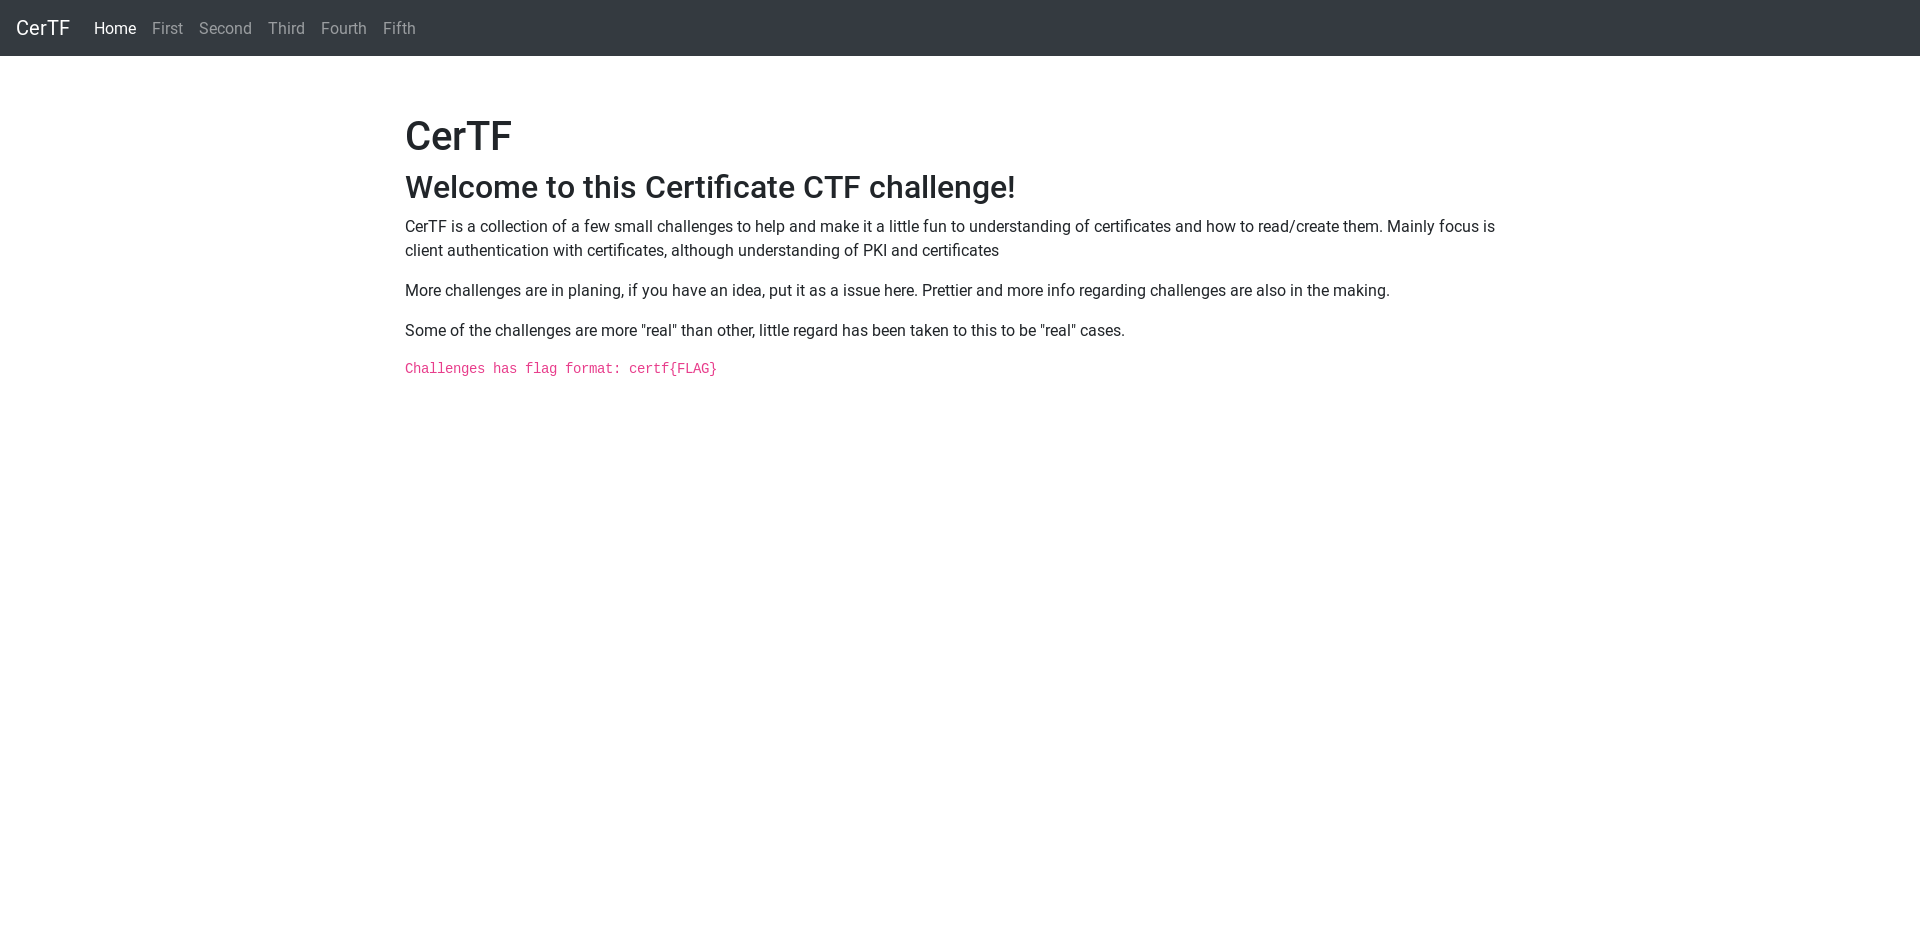 CerTF Home First Second Third Fourth Fifth
CerTF
Welcome to this Certificate CTF challenge!
CerTF is a collection of a few small challenges to help and make it a little fun to understanding of certificates and how to read/create them. Mainly focus is
client authentication with certificates, although understanding of PKI and certificates
More challenges are in planing, if you have an idea, put it as a issue here. Prettier and more info regarding challenges are also in the making.
Some of the challenges are more "real" than other, little regard has been taken to this to be "real" cases.
Challenges has flag format: certf{FLAG}